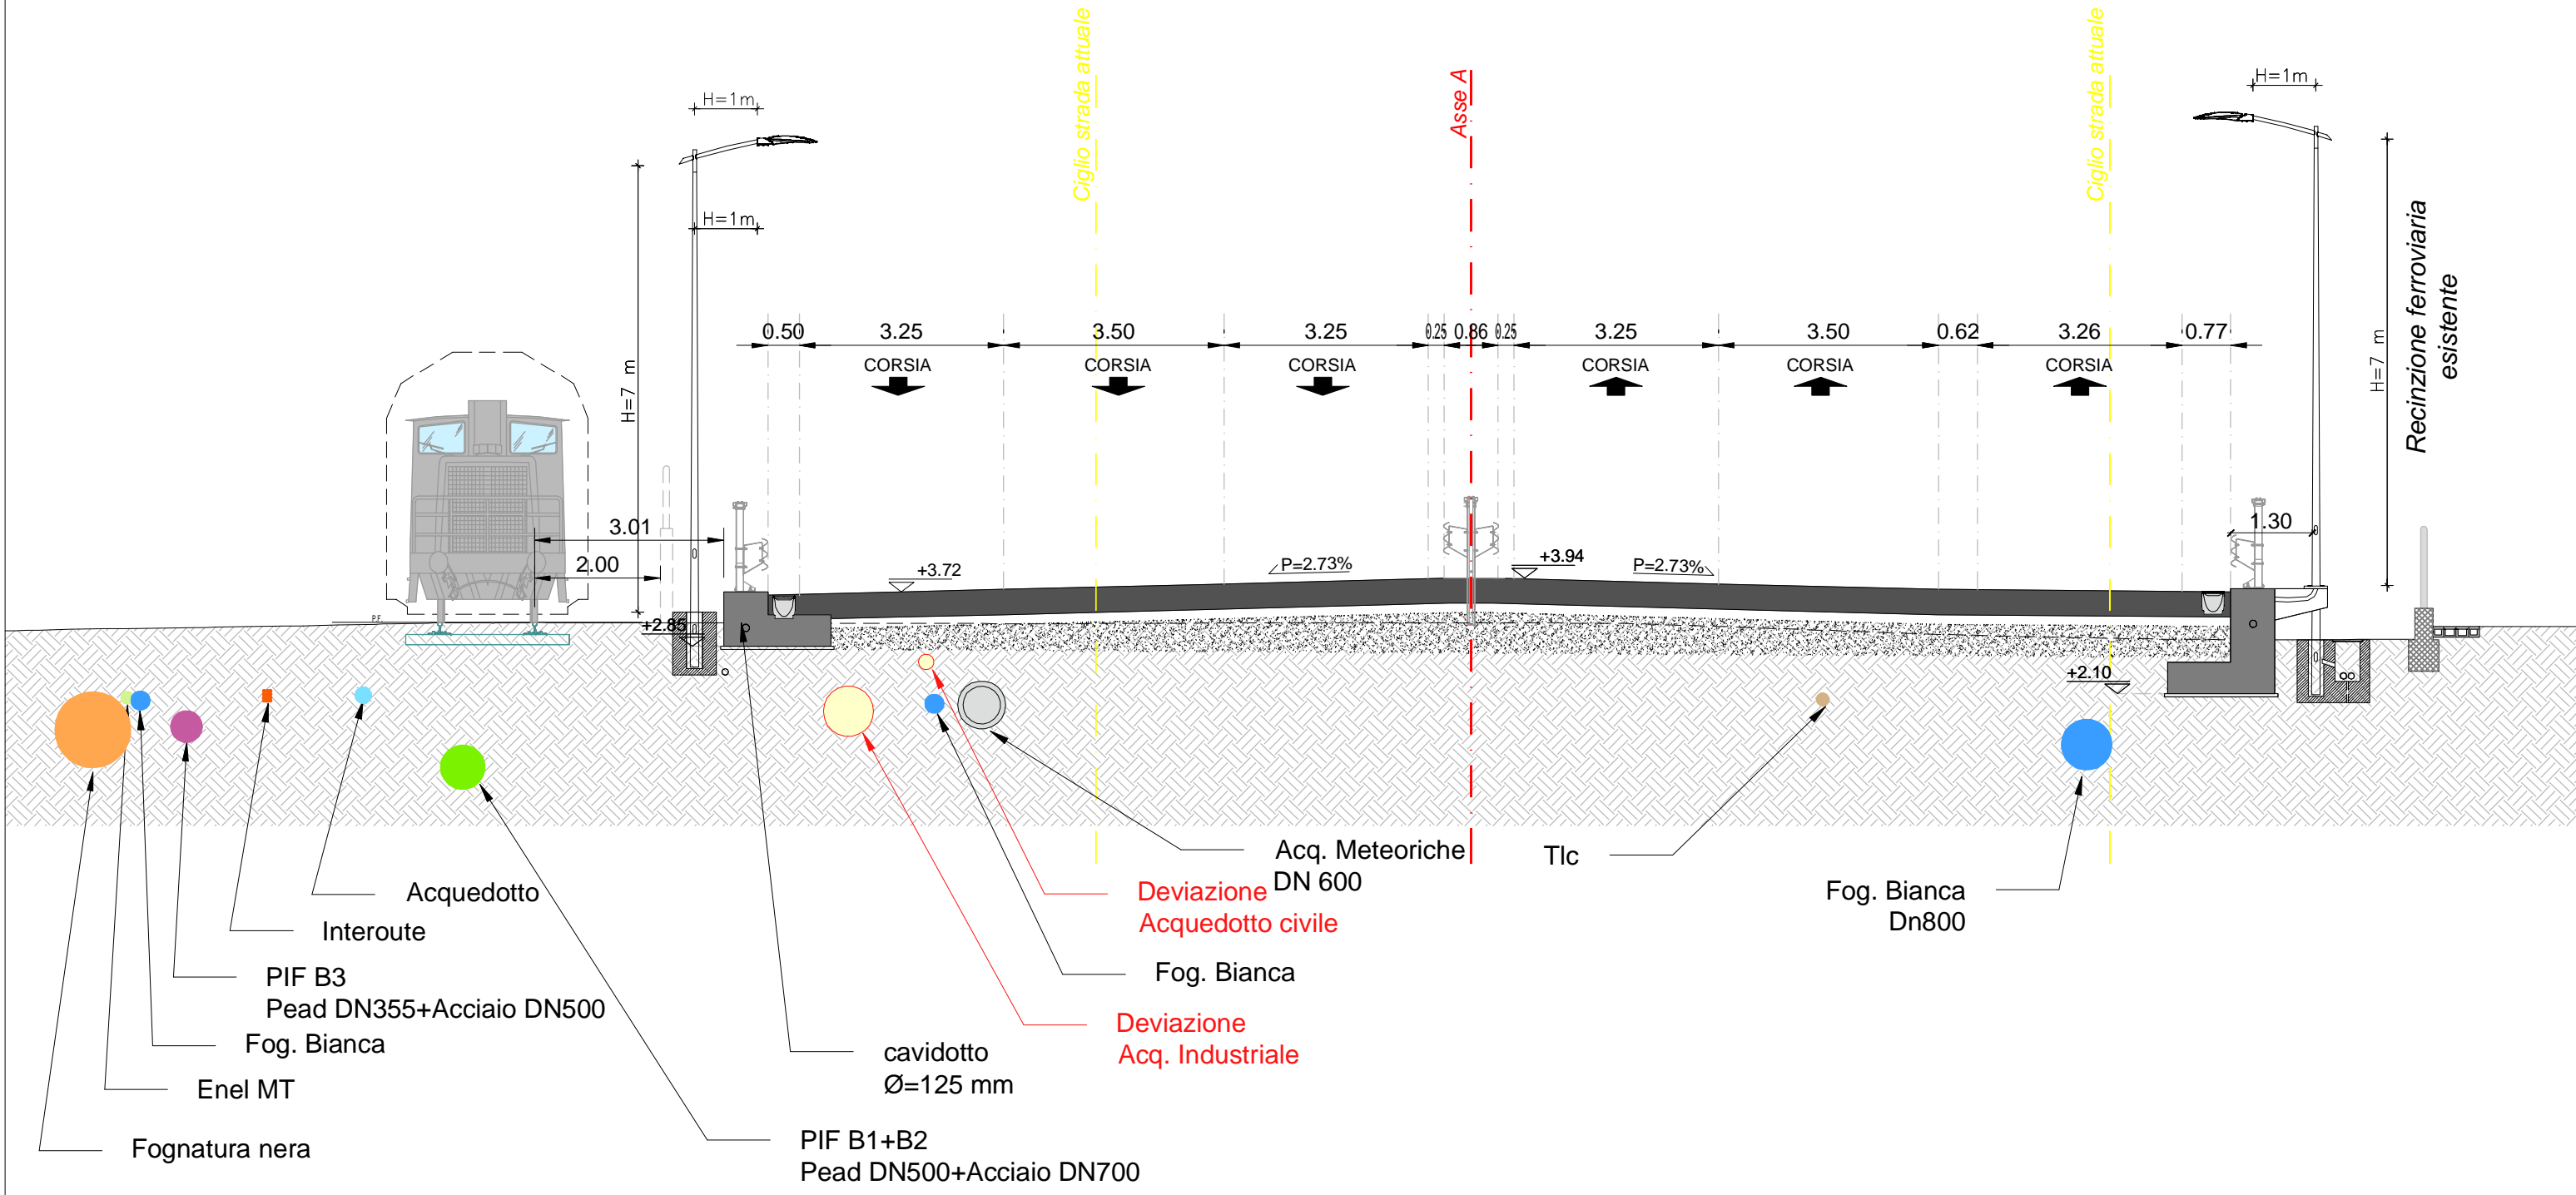 Ciglio strada attuale
Asse A
Ciglio strada attuale
H=1m
H=1m
H=1m
H=7 m
H=7 m
Recinzione ferroviaria
esistente
0.50
3.25
3.50
3.25
0.25
0.86
0.25
3.25
3.50
0.62
3.26
0.77
CORSIA
CORSIA
CORSIA
CORSIA
CORSIA
CORSIA
3.01
2.00
1.30
+3.72
P=2.73%
+3.94
P=2.73%
P.F.
+2.85
+2.10
Acq. Meteoriche
DN 600
Tlc
Fog. Bianca
Dn800
Deviazione
Acquedotto civile
Acquedotto
Interoute
PIF B3
Pead DN355+Acciaio DN500
Fog. Bianca
Fog. Bianca
Deviazione
Acq. Industriale
Enel MT
cavidotto
Ø=125 mm
Fognatura nera
PIF B1+B2
Pead DN500+Acciaio DN700